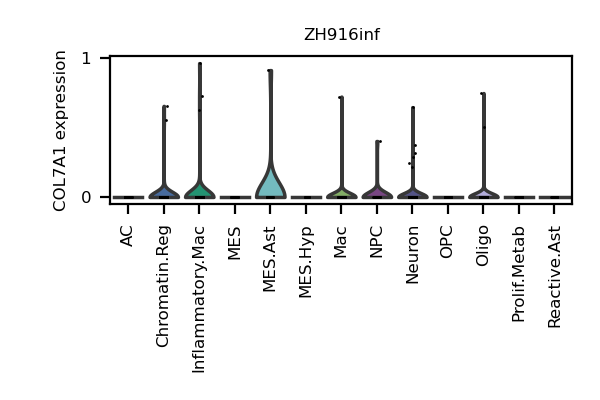 ZH916inf
COL7A1 expression
1
0
AC
Chromatin.Reg
Inflammatory.Mac
MES
MES.Ast
MES.Hyp
Mac
NPC
Neuron
OPC
Oligo
Prolif.Metab
Reactive.Ast